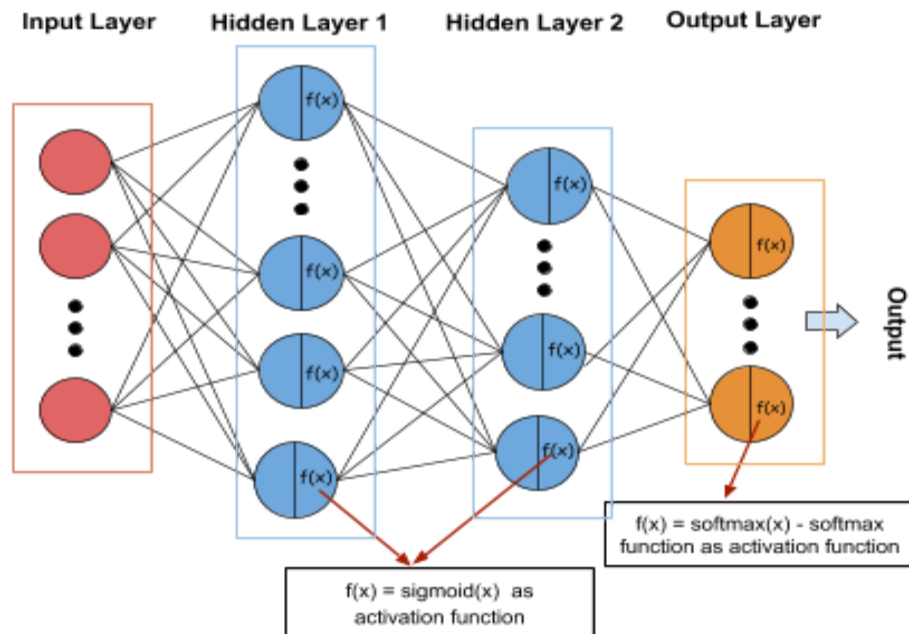 Input Layer
Hidden Layer 1
Hidden Layer 2
Output Layer
f(x)
f(x)
f(x)
f(x)
f(x)
f(x)
f(x)
f(x)
f(x)
Output
f(x) = softmax(x) - softmax
function as activation function
f(x) = sigmoid(x) as
activation function